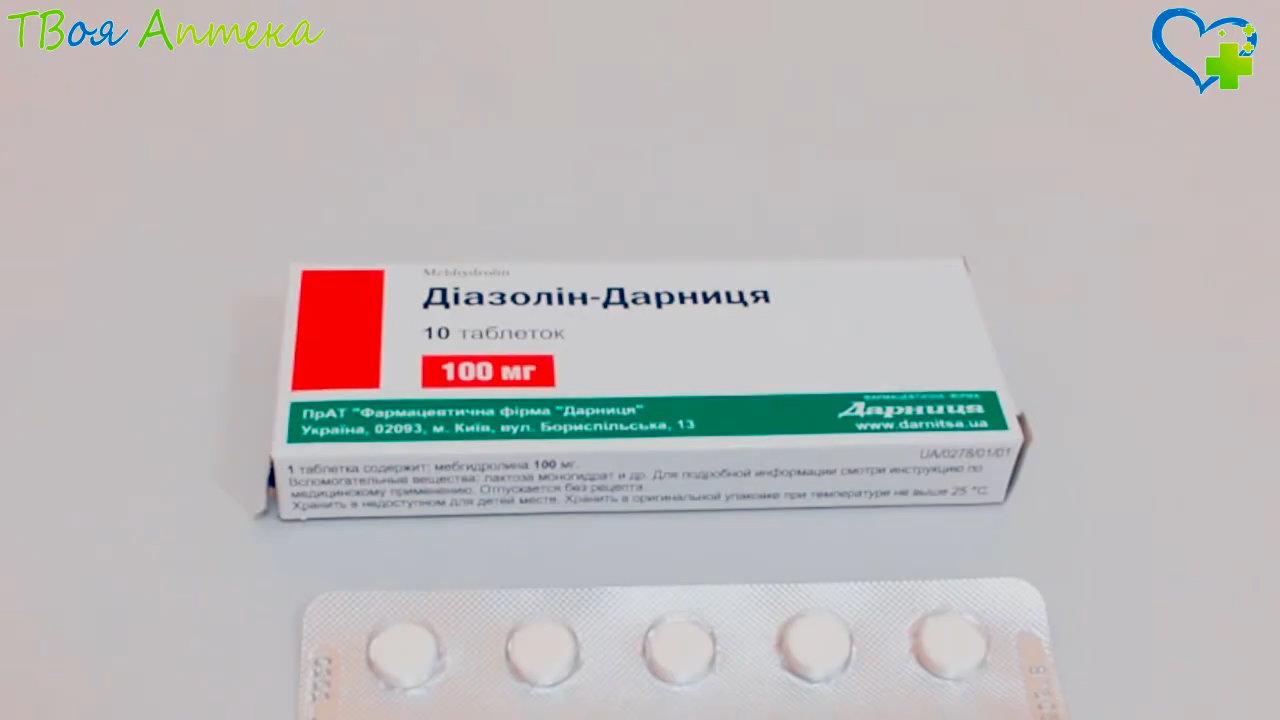 ТВоя Аптека
Mebhydrolin
Діазолін-Дарниця
10 таблеток
100 мг
ПрАТ "Фармацевтична фірма "Дарниця"
Україна, 02093, м. Київ, вул. Бориспільська, 13
ФАРМАЦЕВТИЧНА ФІРМА
Дарниця
www.darnitsa.ua
UA/0278/01/01
1 таблетка содержит: мебгидролина 100 мг.
Вспомогательные вещества: лактоза моногидрат и др. Для подробной информации смотри инструкцию по
медицинскому применению. Отпускается без рецепта.
Хранить в недоступном для детей месте. Хранить в оригинальной упаковке при температуре не выше 25 °С.